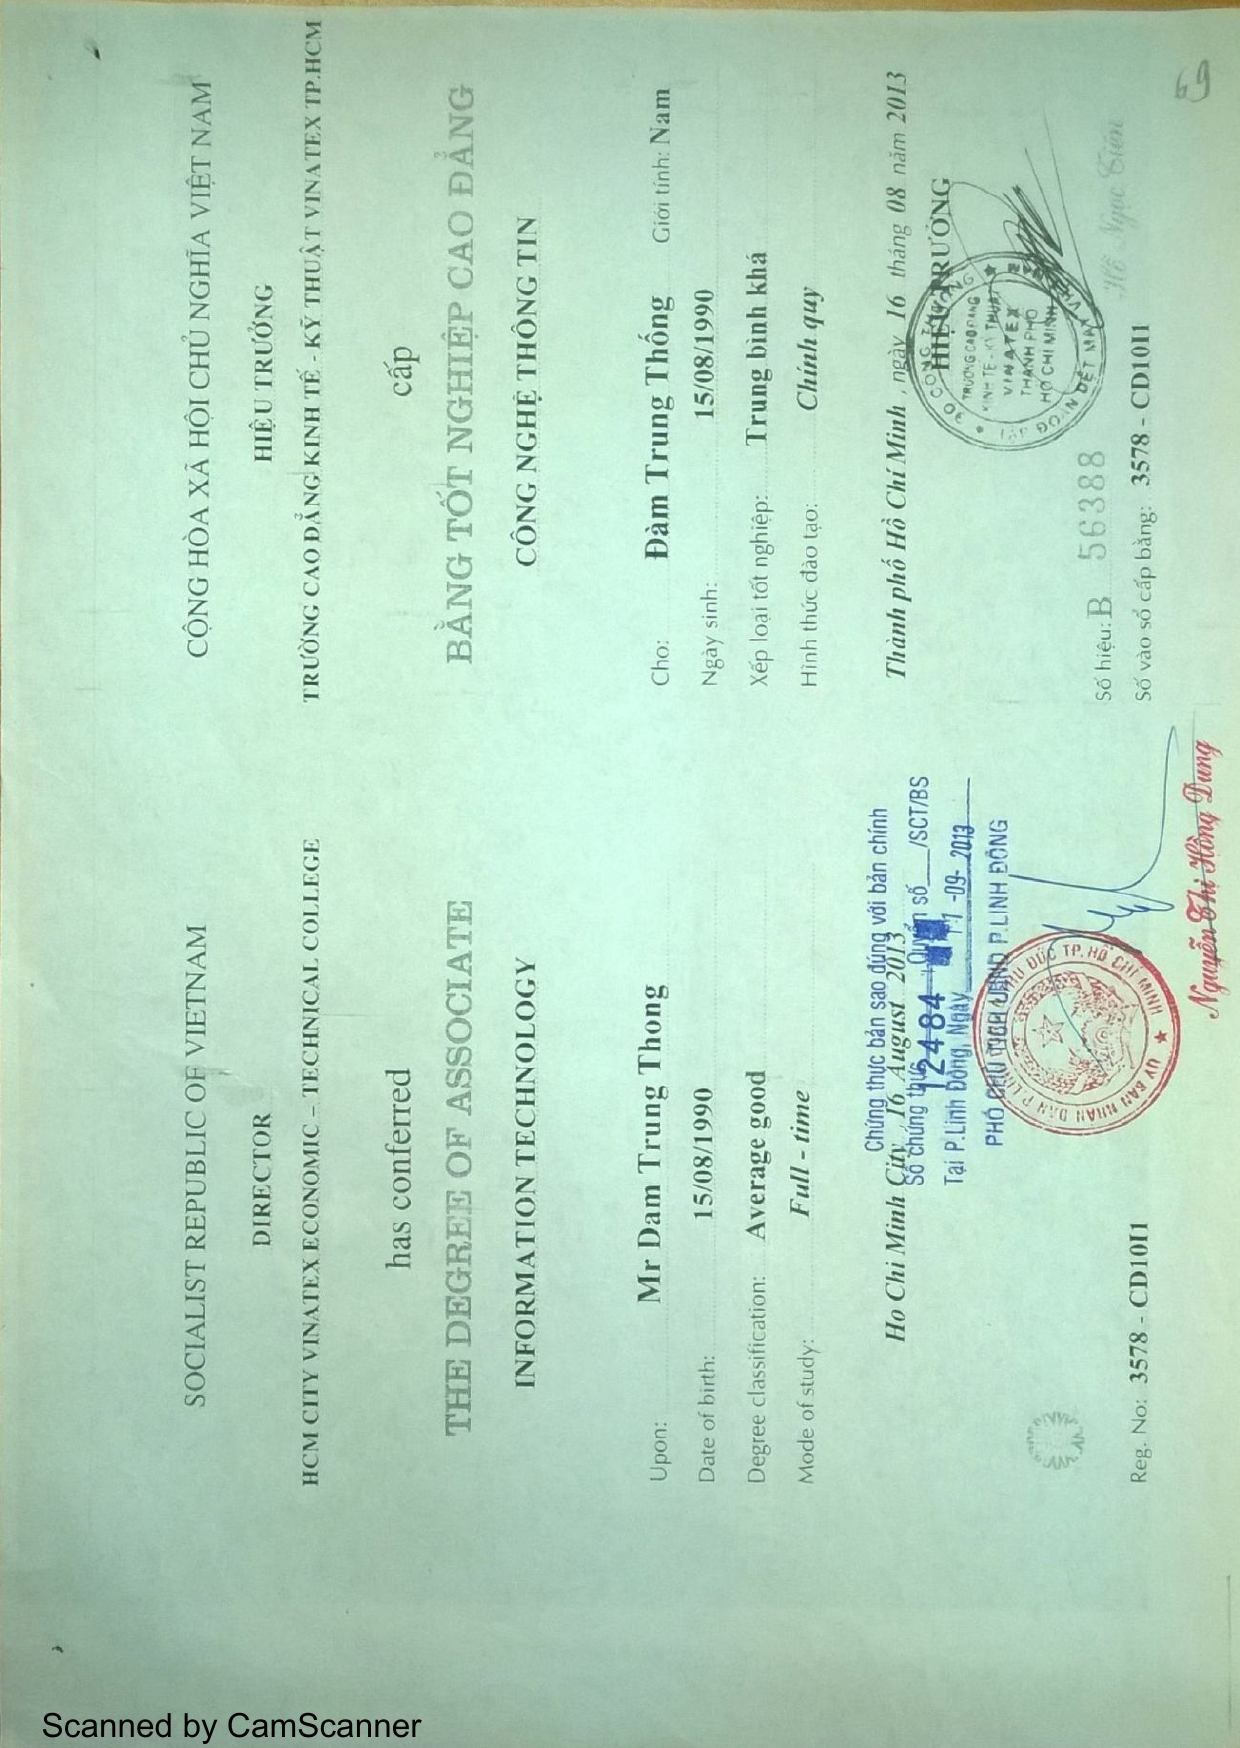 SOCIALIST REPUBLIC OF VIETNAM
DIRECTOR
HCM CITY VINATEX ECONOMIC – TECHNICAL COLLEGE
has conferred
THE DEGREE OF ASSOCIATE
INFORMATION TECHNOLOGY
Upon: Mr Dam Trung Thong
Date of birth: 15/08/1990
Degree classification: Average good
Mode of study: Full - time
Ho Chi Minh City, 16 August 2013
Chứng thực bản sao đúng với bản chính
Số chứng thực 12484 Quyển số ___/SCT/BS
Tại P.Linh Đông, Ngày 11 -09- 2013
PHÓ CHỦ TỊCH UBND P.LINH ĐÔNG
ỦY BAN NHÂN DÂN P.LINH THỦ ĐỨC TP. HỒ CHÍ MINH
Nguyễn Thị Hồng Dung
Reg. No: 3578 - CD10I1
CỘNG HÒA XÃ HỘI CHỦ NGHĨA VIỆT NAM
HIỆU TRƯỞNG
TRƯỜNG CAO ĐẲNG KINH TẾ - KỸ THUẬT VINATEX TP.HCM
cấp
BẰNG TỐT NGHIỆP CAO ĐẲNG
CÔNG NGHỆ THÔNG TIN
Cho: Đàm Trung Thống Giới tính: Nam
Ngày sinh: 15/08/1990
Xếp loại tốt nghiệp: Trung bình khá
Hình thức đào tạo: Chính quy
Thành phố Hồ Chí Minh, ngày 16 tháng 08 năm 2013
HIỆU TRƯỞNG
BỘ CÔNG THƯƠNG
TRƯỜNG CAO ĐẲNG
KINH TẾ - KỸ THUẬT
VINATEX
THÀNH PHỐ
HỒ CHÍ MINH
TẬP ĐOÀN DỆT MAY
Hồ Ngọc Tiến
Số hiệu: B 56388
Số vào sổ cấp bằng: 3578 - CD10I1
69
Scanned by CamScanner